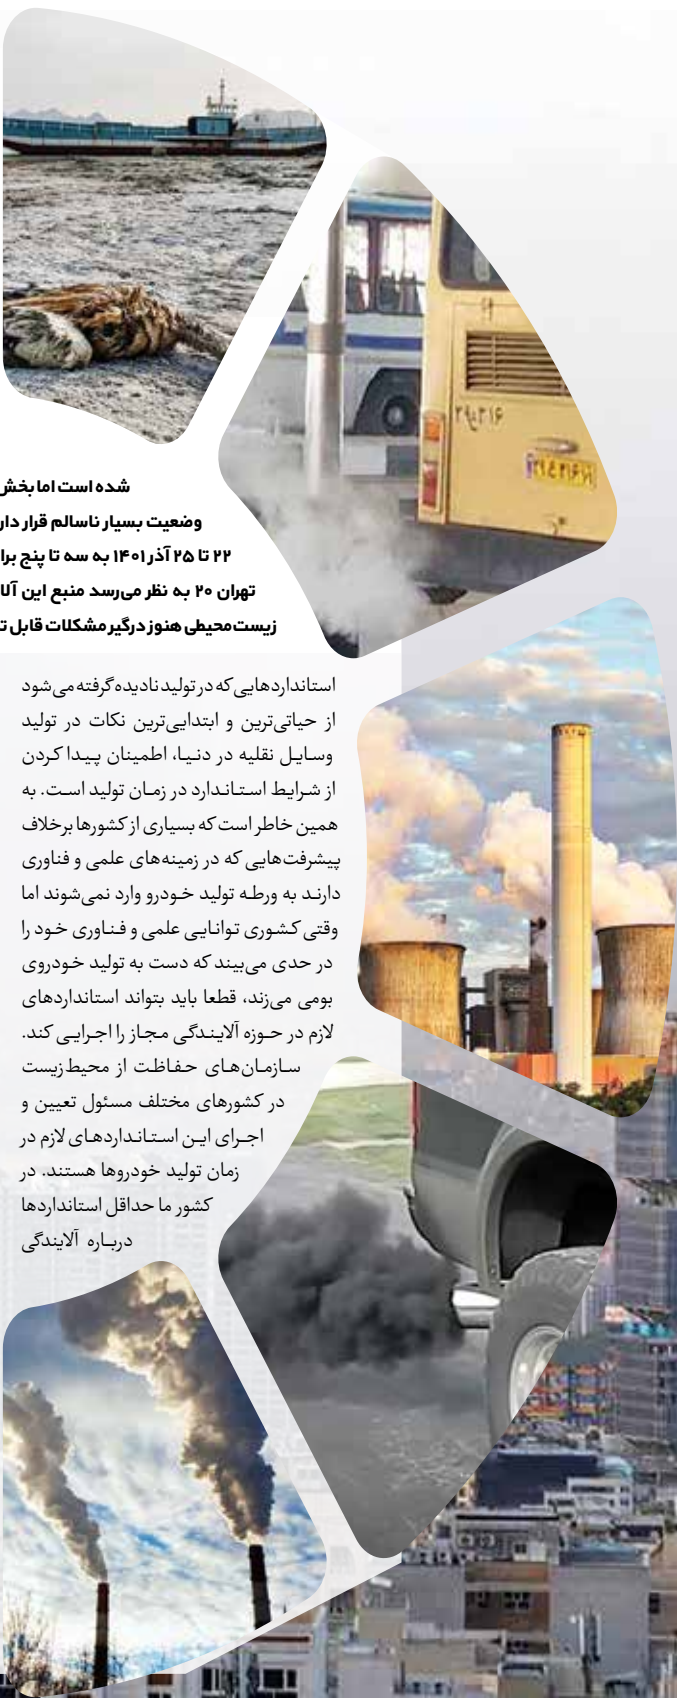 شده است اما بخش
وضعیت بسیار ناسالم قرار دار
۲۲ تا ۲۵ آذر ۱۴۰۱ به سه تا پنج برا
تهران ۲۰ به نظر می‌رسد منبع این آلا
زیست‌محیطی هنوز درگیر مشکلات قابل ت
استانداردهایی که در تولید نادیده گرفته می‌شود
از حیاتی‌ترین و ابتدایی‌ترین نکات در تولید
وسایل نقلیه در دنیا، اطمینان پیدا کردن
از شرایط استاندارد در زمان تولید است. به
همین خاطر است که بسیاری از کشورها برخلاف
پیشرفت‌هایی که در زمینه‌های علمی و فناوری
دارند به ورطه تولید خودرو وارد نمی‌شوند اما
وقتی کشوری توانایی علمی و فناوری خود را
در حدی می‌بیند که دست به تولید خودروی
بومی می‌زند، قطعا باید بتواند استانداردهای
لازم در حوزه آلایندگی مجاز را اجرایی کند.
سازمان‌های حفاظت از محیط‌زیست
در کشورهای مختلف مسئول تعیین و
اجرای این استانداردهای لازم در
زمان تولید خودروها هستند. در
کشور ما حداقل استانداردها
درباره آلایندگی